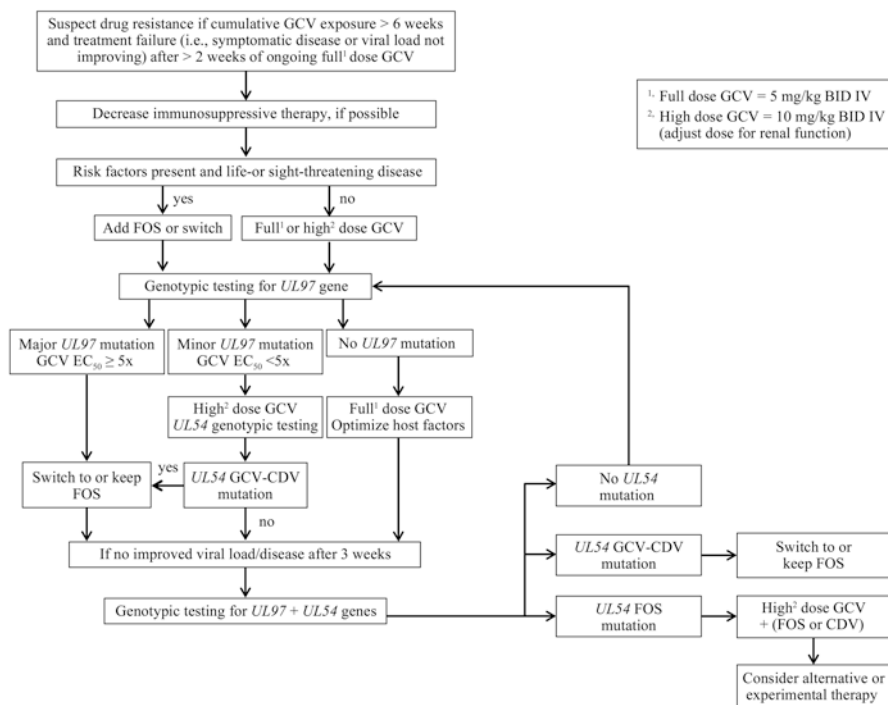 Suspect drug resistance if cumulative GCV exposure > 6 weeks
and treatment failure (i.e., symptomatic disease or viral load not
improving) after > 2 weeks of ongoing full¹ dose GCV
1. Full dose GCV = 5 mg/kg BID IV
2. High dose GCV = 10 mg/kg BID IV
(adjust dose for renal function)
Decrease immunosuppressive therapy, if possible
Risk factors present and life-or sight-threatening disease
yes
no
Add FOS or switch
Full¹ or high² dose GCV
Genotypic testing for UL97 gene
Major UL97 mutation
GCV EC₅₀ ≥ 5x
Minor UL97 mutation
GCV EC₅₀ <5x
No UL97 mutation
High² dose GCV
UL54 genotypic testing
Full¹ dose GCV
Optimize host factors
Switch to or keep
FOS
yes
UL54 GCV-CDV
mutation
no
No UL54
mutation
If no improved viral load/disease after 3 weeks
UL54 GCV-CDV
mutation
Switch to or
keep FOS
Genotypic testing for UL97 + UL54 genes
UL54 FOS
mutation
High² dose GCV
+ (FOS or CDV)
Consider alternative or
experimental therapy